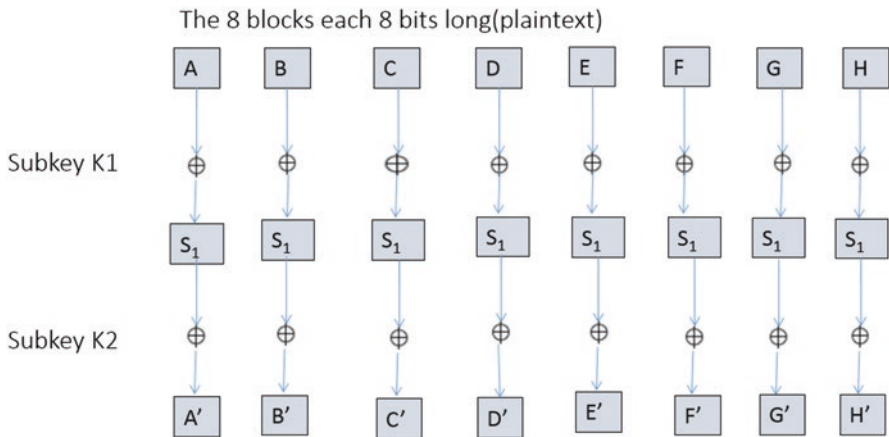 The 8 blocks each 8 bits long(plaintext)
A B C D E F G H
Subkey K1
S₁ S₁ S₁ S₁ S₁ S₁ S₁ S₁
Subkey K2
A’ B’ C’ D’ E’ F’ G’ H’